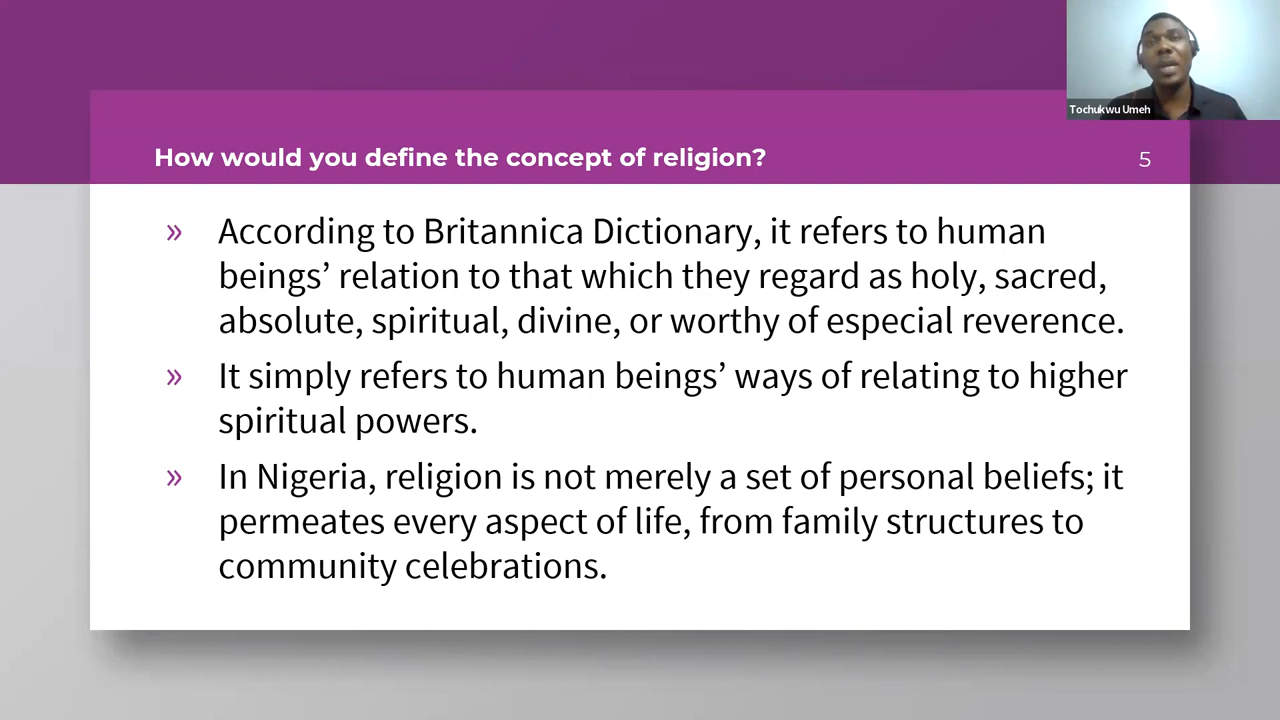 Tochukwu Umeh
How would you define the concept of religion?
5
» According to Britannica Dictionary, it refers to human
beings’ relation to that which they regard as holy, sacred,
absolute, spiritual, divine, or worthy of especial reverence.
» It simply refers to human beings’ ways of relating to higher
spiritual powers.
» In Nigeria, religion is not merely a set of personal beliefs; it
permeates every aspect of life, from family structures to
community celebrations.